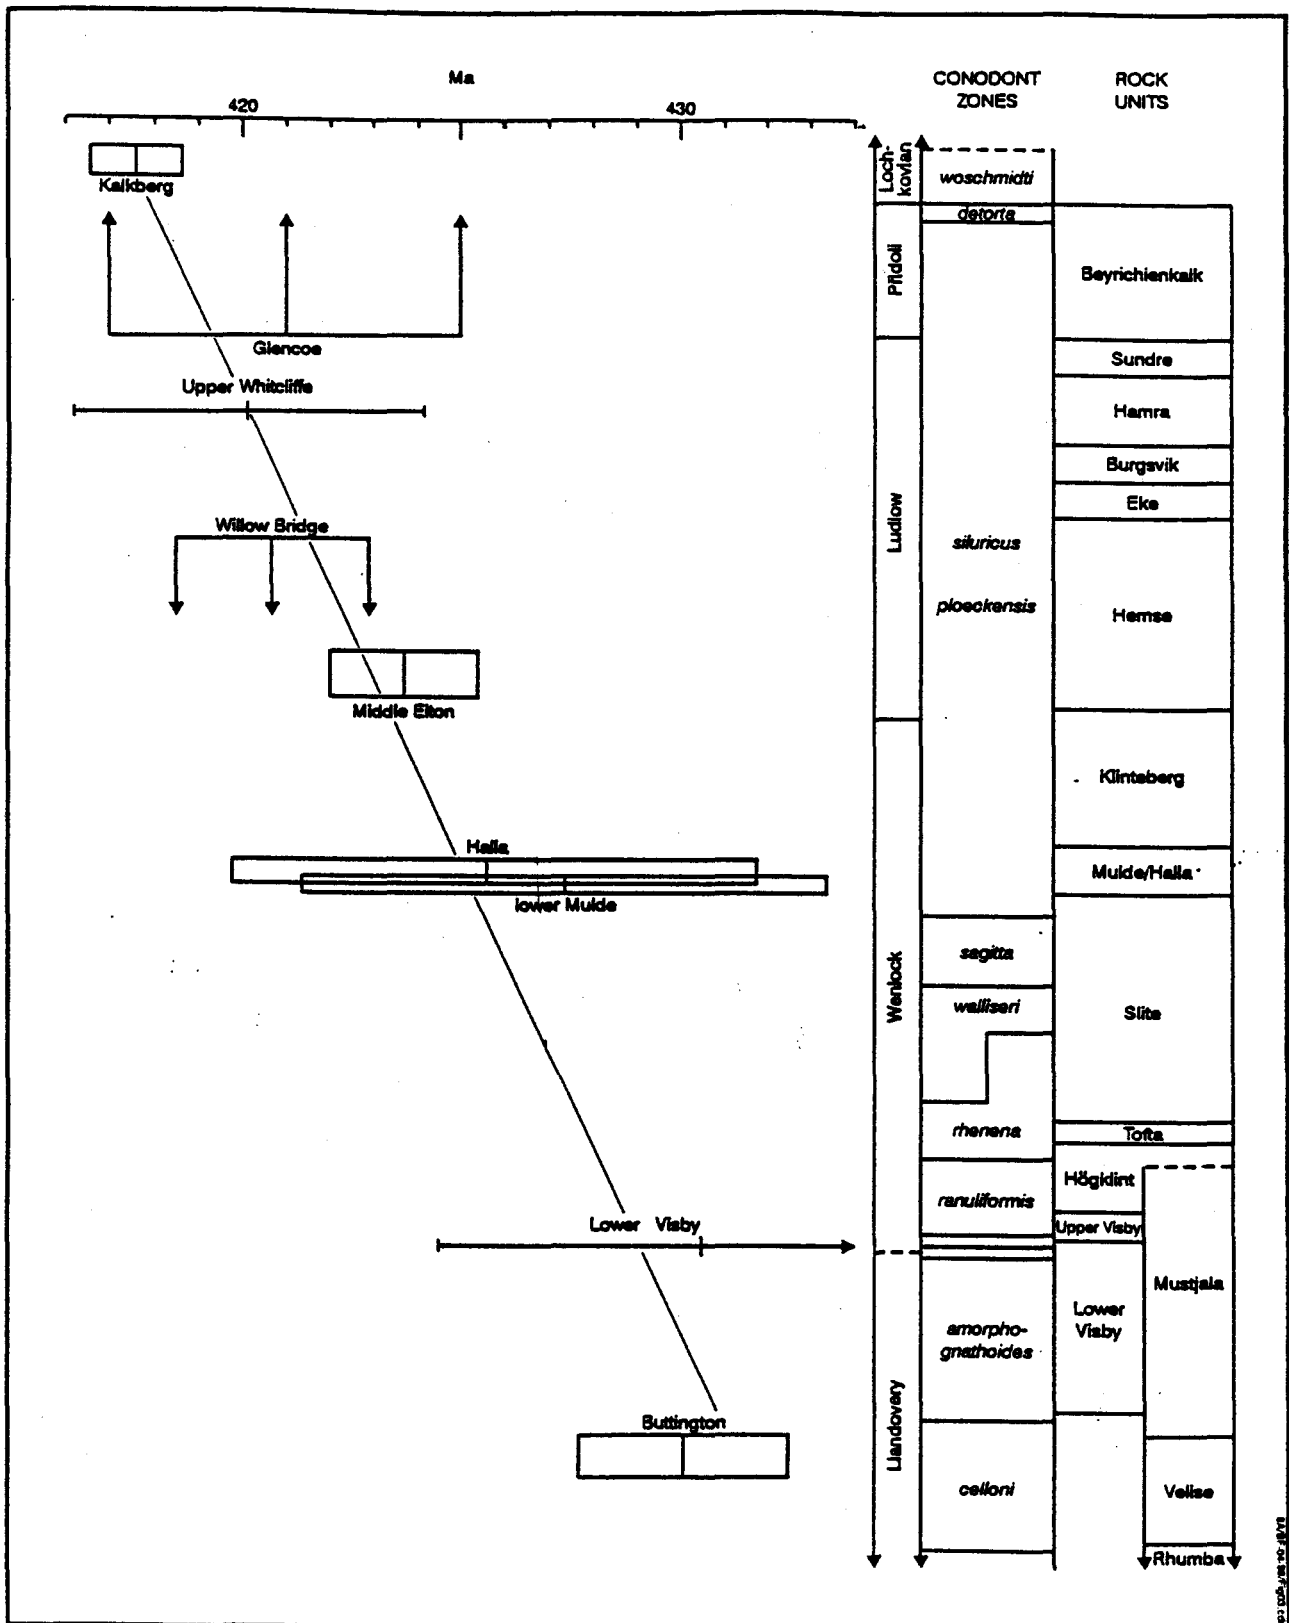 Ma
420
430
CONODONT
ZONES
ROCK
UNITS
Kalkberg
Glencoe
Upper Whitcliffe
Willow Bridge
Middle Elton
Halla
lower Mulde
Lower Visby
Buttington
Loch-
kovian
Přídolí
Ludlow
Wenlock
Llandovery
woschmidti
detorta
siluricus
ploeckensis
sagitta
walliseri
rhenena
ranuliformis
amorpho-
gnathoides
celloni
Beyrichienkalk
Sundre
Hamra
Burgsvik
Eke
Hemse
Klinteberg
Mulde/Halla
Slite
Tofta
Högklint
Upper Visby
Lower
Visby
Mustjala
Velise
Rhumba